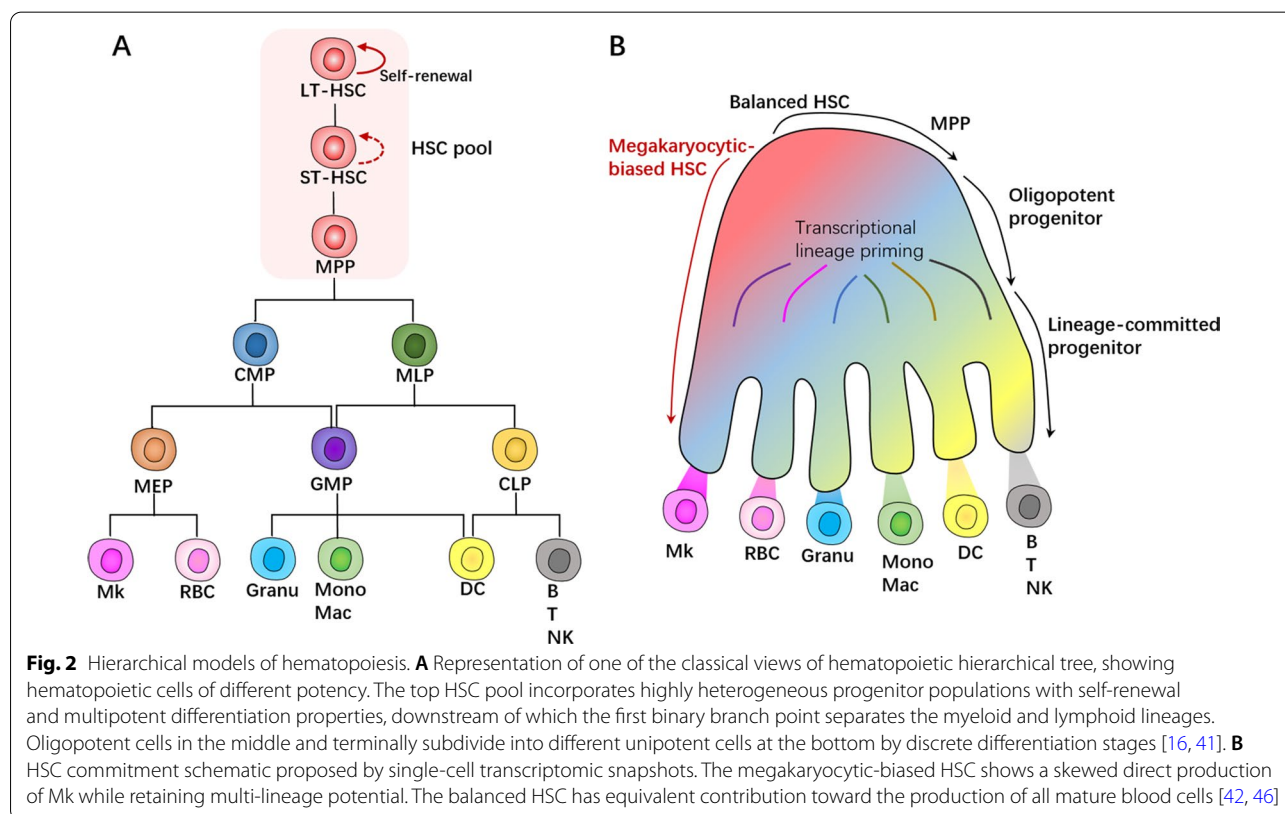 A
LT-HSC
Self-renewal
ST-HSC
HSC pool
MPP
CMP
MLP
MEP
GMP
CLP
Mk
RBC
Granu
Mono
Mac
DC
B
T
NK
B
Balanced HSC
MPP
Megakaryocytic-
biased HSC
Oligopotent
progenitor
Transcriptional
lineage priming
Lineage-committed
progenitor
Mk
RBC
Granu
Mono
Mac
DC
B
T
NK
Fig. 2 Hierarchical models of hematopoiesis. A Representation of one of the classical views of hematopoietic hierarchical tree, showing
hematopoietic cells of different potency. The top HSC pool incorporates highly heterogeneous progenitor populations with self-renewal
and multipotent differentiation properties, downstream of which the first binary branch point separates the myeloid and lymphoid lineages.
Oligopotent cells in the middle and terminally subdivide into different unipotent cells at the bottom by discrete differentiation stages [16, 41]. B
HSC commitment schematic proposed by single-cell transcriptomic snapshots. The megakaryocytic-biased HSC shows a skewed direct production
of Mk while retaining multi-lineage potential. The balanced HSC has equivalent contribution toward the production of all mature blood cells [42, 46]